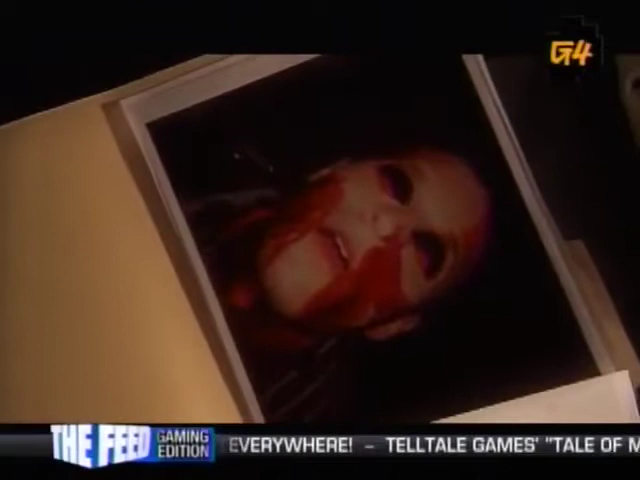 G4
THE FEED
GAMING
EDITION
EVERYWHERE! – TELLTALE GAMES' "TALE OF M